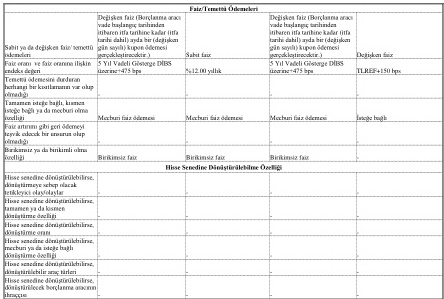 Faiz/Temettü Ödemeleri
Sabit ya da değişken faiz/ temettü ödemeleri
Değişken faiz (Borçlanma aracı vade başlangıç tarihinden itibaren itfa tarihine kadar (itfa tarihi dahil) ayda bir (değişken gün sayılı) kupon ödemesi gerçekleştirecektir.)
Sabit faiz
Değişken faiz (Borçlanma aracı vade başlangıç tarihinden itibaren itfa tarihine kadar (itfa tarihi dahil) ayda bir (değişken gün sayılı) kupon ödemesi gerçekleştirecektir.)
Değişken faiz
Faiz oranı ve faiz oranına ilişkin endeks değeri
5 Yıl Vadeli Gösterge DİBS üzerine+475 bps
%12.00 yıllık
5 Yıl Vadeli Gösterge DİBS üzerine+475 bps
TLREF+150 bps
Temettü ödemesini durduran herhangi bir kısıtlamanın var olup olmadığı
-
-
-
-
Tamamen isteğe bağlı, kısmen isteğe bağlı ya da mecburi olma özelliği
Mecburi faiz ödemesi
Mecburi faiz ödemesi
Mecburi faiz ödemesi
İsteğe bağlı
Faiz artırımı gibi geri ödemeyi teşvik edecek bir unsurun olup olmadığı
-
-
-
-
Birikimsiz ya da birikimli olma özelliği
Birikimsiz faiz
Birikimsiz faiz
Birikimsiz faiz
-
Hisse Senedine Dönüştürülebilme Özelliği
Hisse senedine dönüştürülebilirse, dönüştürmeye sebep olacak tetikleyici olay/olaylar
-
-
-
-
Hisse senedine dönüştürülebilirse, tamamen ya da kısmen dönüştürme özelliği
-
-
-
-
Hisse senedine dönüştürülebilirse, dönüştürme oranı
-
-
-
-
Hisse senedine dönüştürülebilirse, mecburi ya da isteğe bağlı dönüştürme özelliği
-
-
-
-
Hisse senedine dönüştürülebilirse, dönüştürülebilir araç türleri
-
-
-
-
Hisse senedine dönüştürülebilirse, dönüştürülecek borçlanma aracının ihraççısı
-
-
-
-